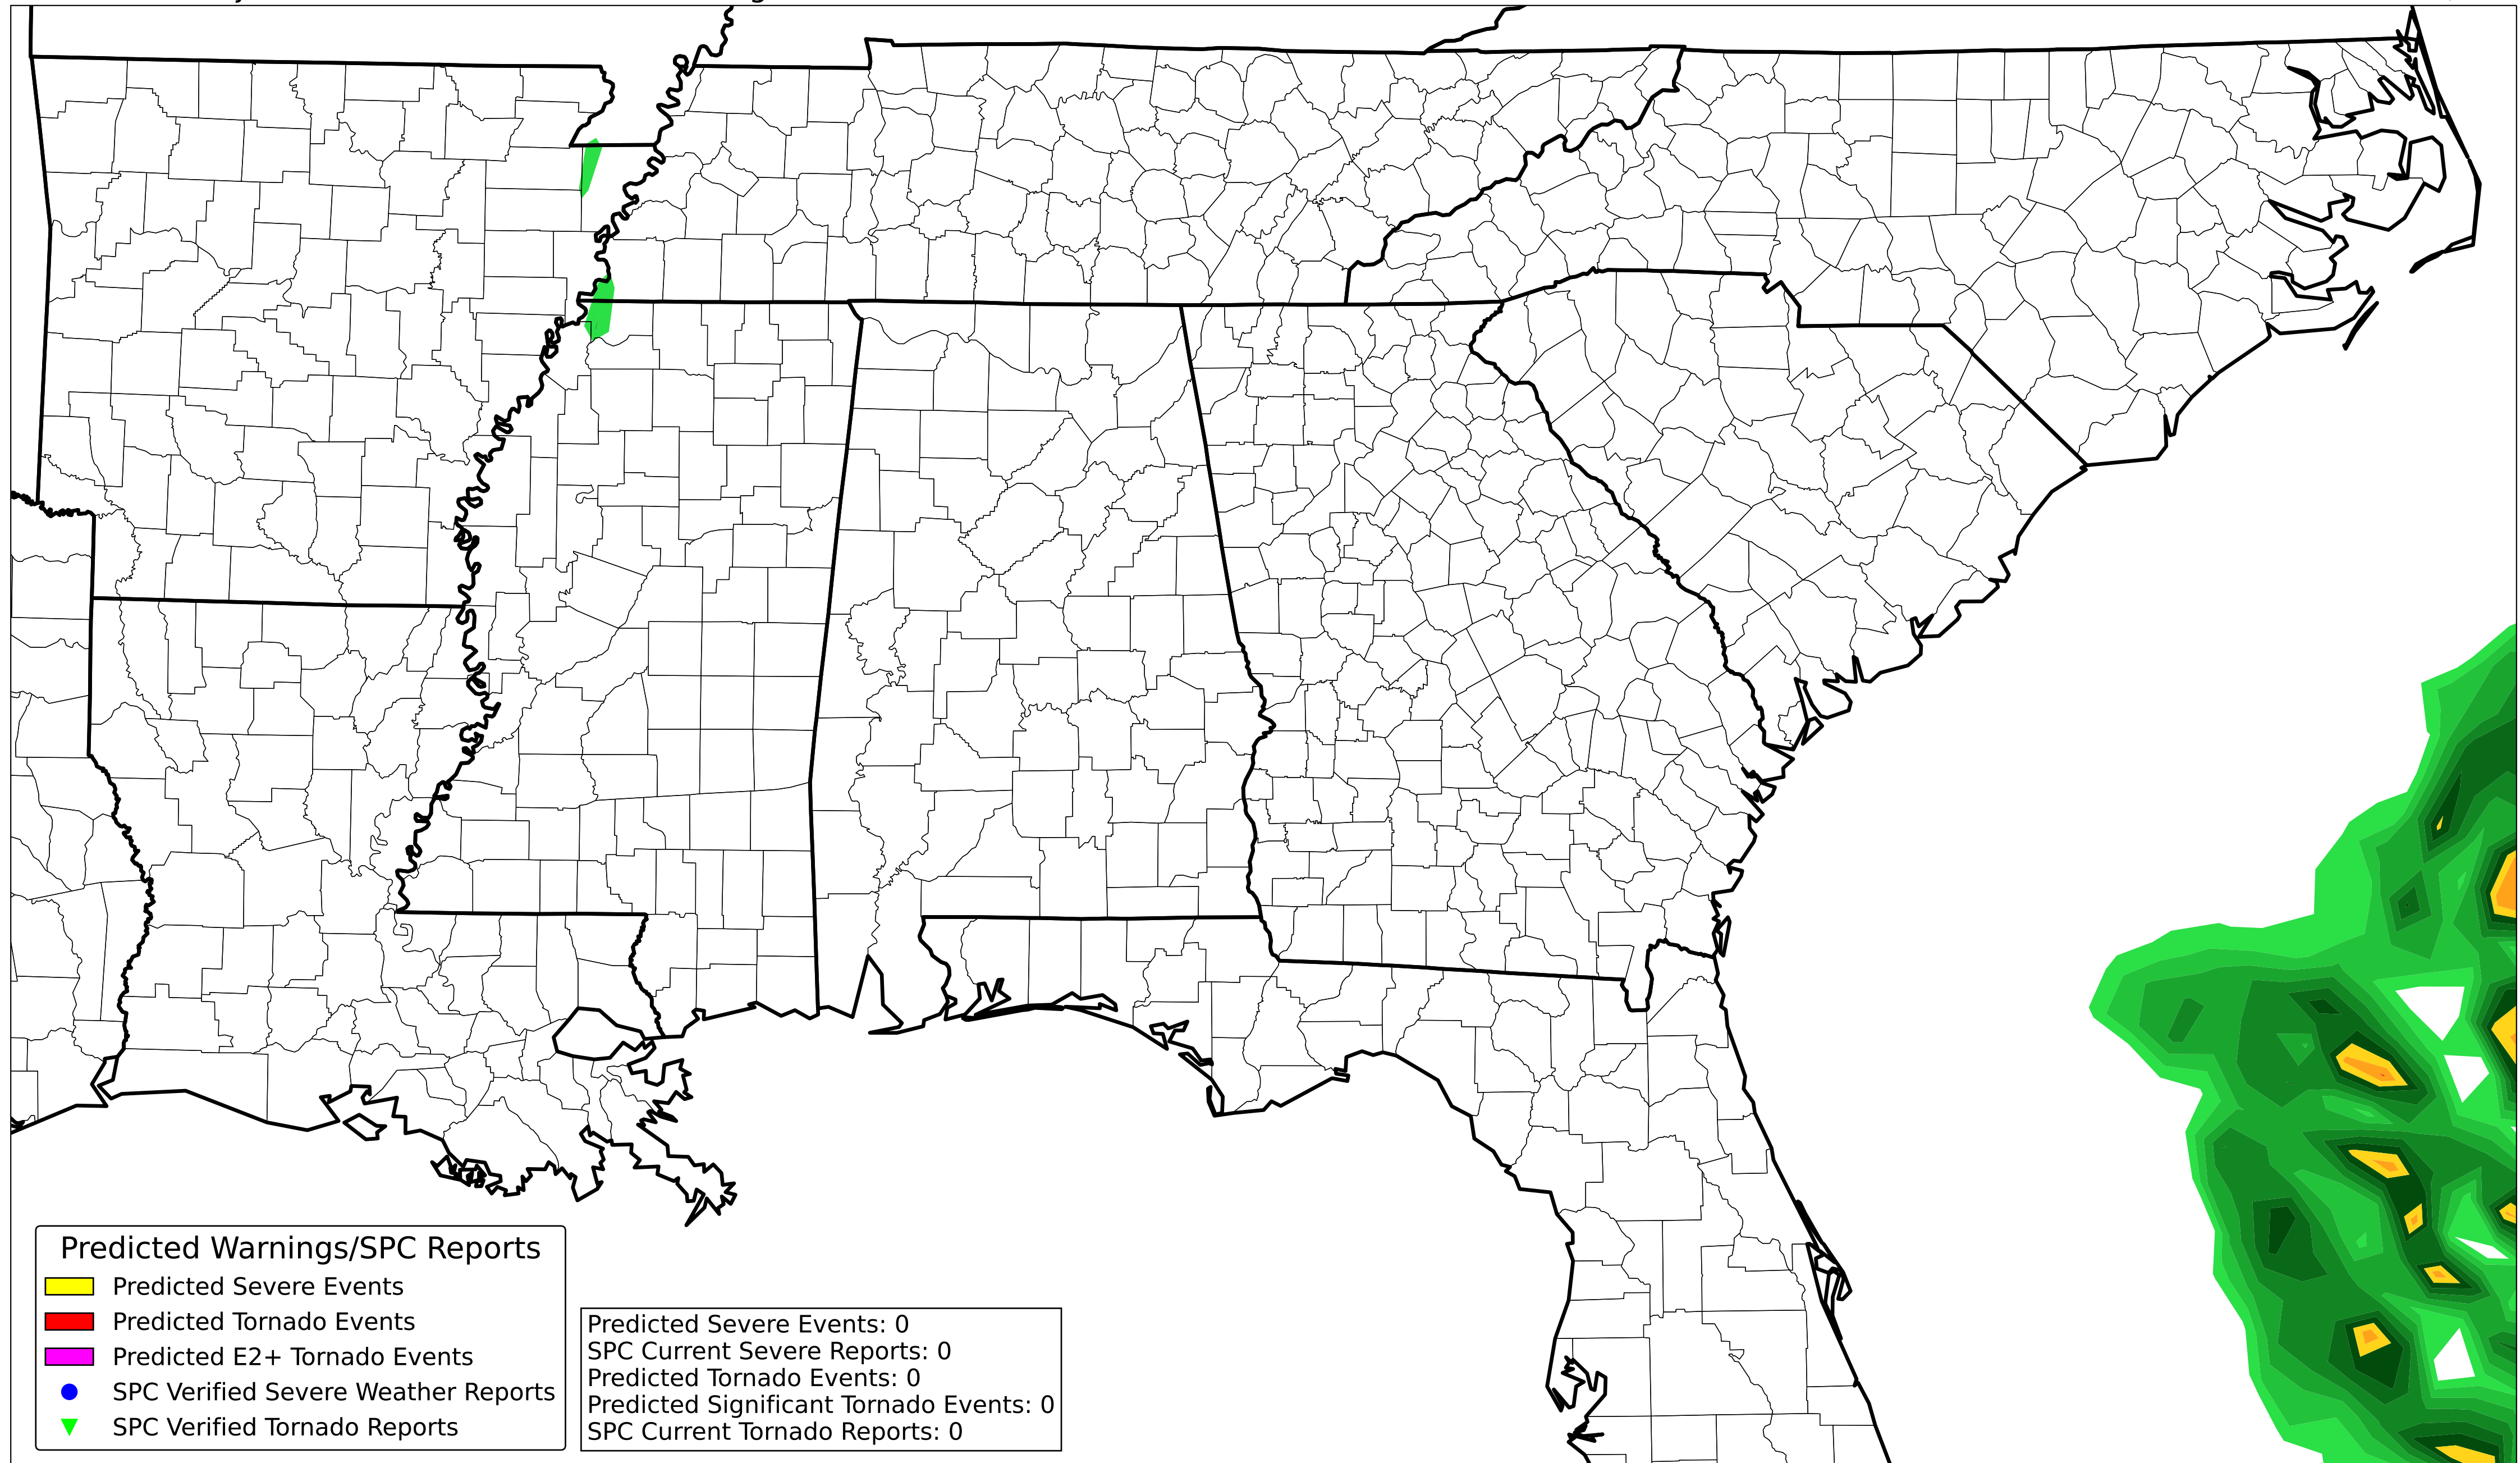 Predicted Warnings/SPC Reports
Predicted Severe Events
Predicted Tornado Events
Predicted E2+ Tornado Events
SPC Verified Severe Weather Reports
SPC Verified Tornado Reports
Predicted Severe Events: 0
SPC Current Severe Reports: 0
Predicted Tornado Events: 0
Predicted Significant Tornado Events: 0
SPC Current Tornado Reports: 0